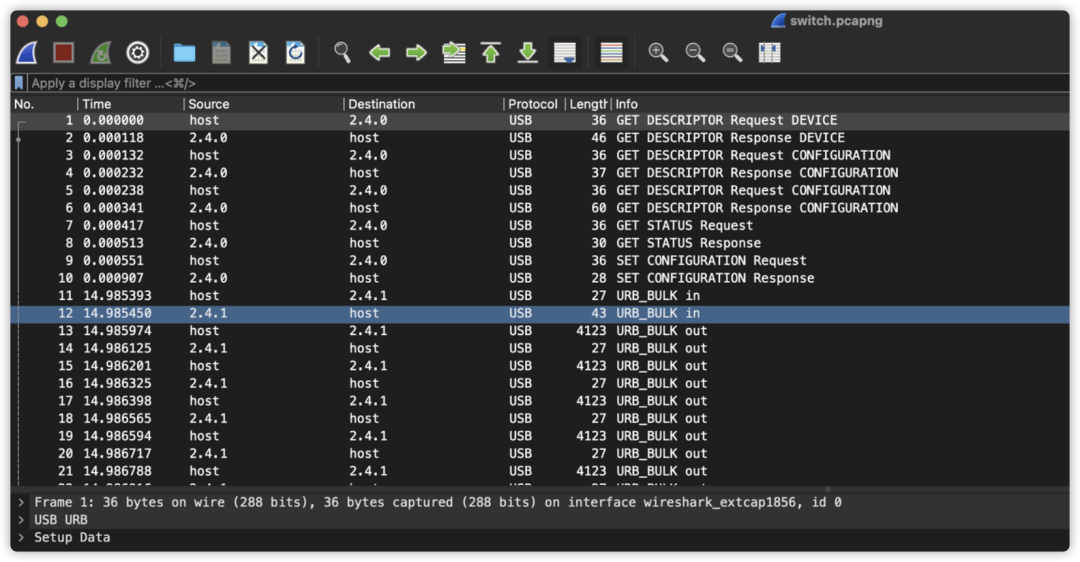 switch.pcapng
Apply a display filter ...<⌘/>
No. Time Source Destination Protocol Length Info
1 0.000000 host 2.4.0 USB 36 GET DESCRIPTOR Request DEVICE
2 0.000118 2.4.0 host USB 46 GET DESCRIPTOR Response DEVICE
3 0.000132 host 2.4.0 USB 36 GET DESCRIPTOR Request CONFIGURATION
4 0.000232 2.4.0 host USB 37 GET DESCRIPTOR Response CONFIGURATION
5 0.000238 host 2.4.0 USB 36 GET DESCRIPTOR Request CONFIGURATION
6 0.000341 2.4.0 host USB 60 GET DESCRIPTOR Response CONFIGURATION
7 0.000417 host 2.4.0 USB 36 GET STATUS Request
8 0.000513 2.4.0 host USB 30 GET STATUS Response
9 0.000551 host 2.4.0 USB 36 SET CONFIGURATION Request
10 0.000907 2.4.0 host USB 28 SET CONFIGURATION Response
11 14.985393 host 2.4.1 USB 27 URB_BULK in
12 14.985450 2.4.1 host USB 43 URB_BULK in
13 14.985974 host 2.4.1 USB 4123 URB_BULK out
14 14.986125 2.4.1 host USB 27 URB_BULK out
15 14.986201 host 2.4.1 USB 4123 URB_BULK out
16 14.986325 2.4.1 host USB 27 URB_BULK out
17 14.986398 host 2.4.1 USB 4123 URB_BULK out
18 14.986565 2.4.1 host USB 27 URB_BULK out
19 14.986594 host 2.4.1 USB 4123 URB_BULK out
20 14.986717 2.4.1 host USB 27 URB_BULK out
21 14.986788 host 2.4.1 USB 4123 URB_BULK out
Frame 1: 36 bytes on wire (288 bits), 36 bytes captured (288 bits) on interface wireshark_extcap1856, id 0
USB URB
Setup Data